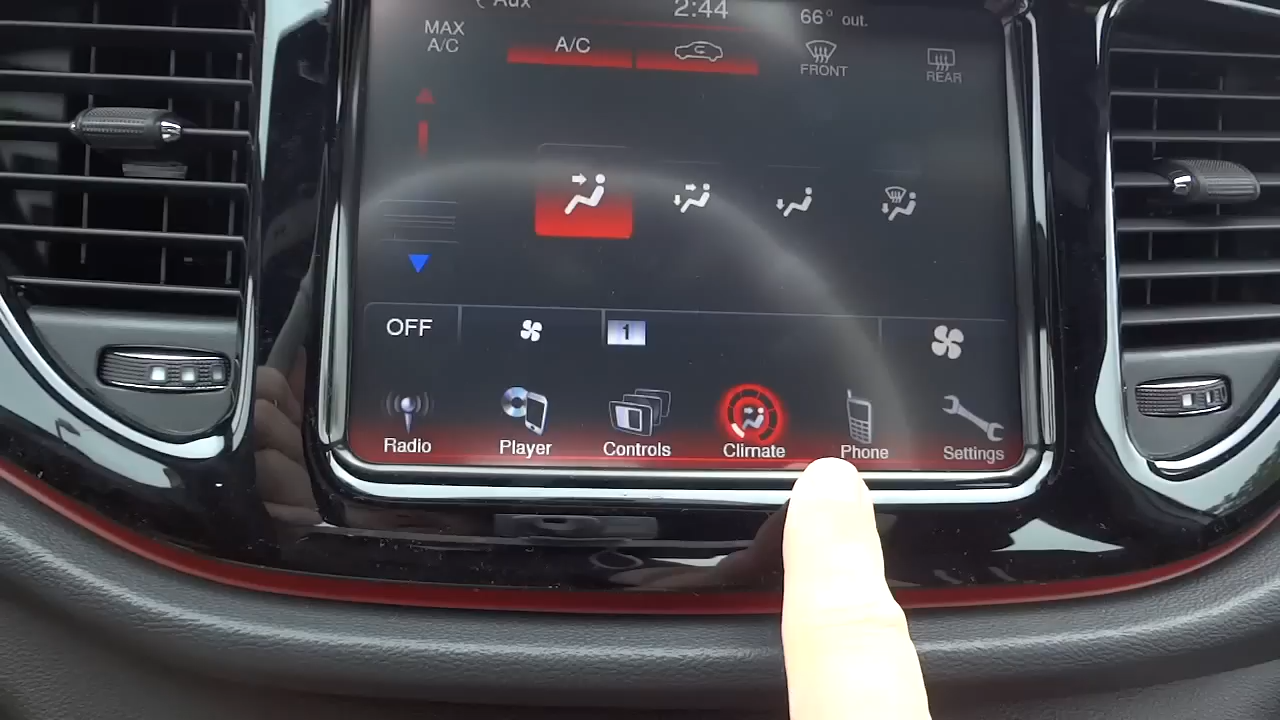 Aux 2:44 66° out.
MAX A/C
A/C
FRONT
REAR
OFF
1
Radio Player Controls Climate Phone Settings